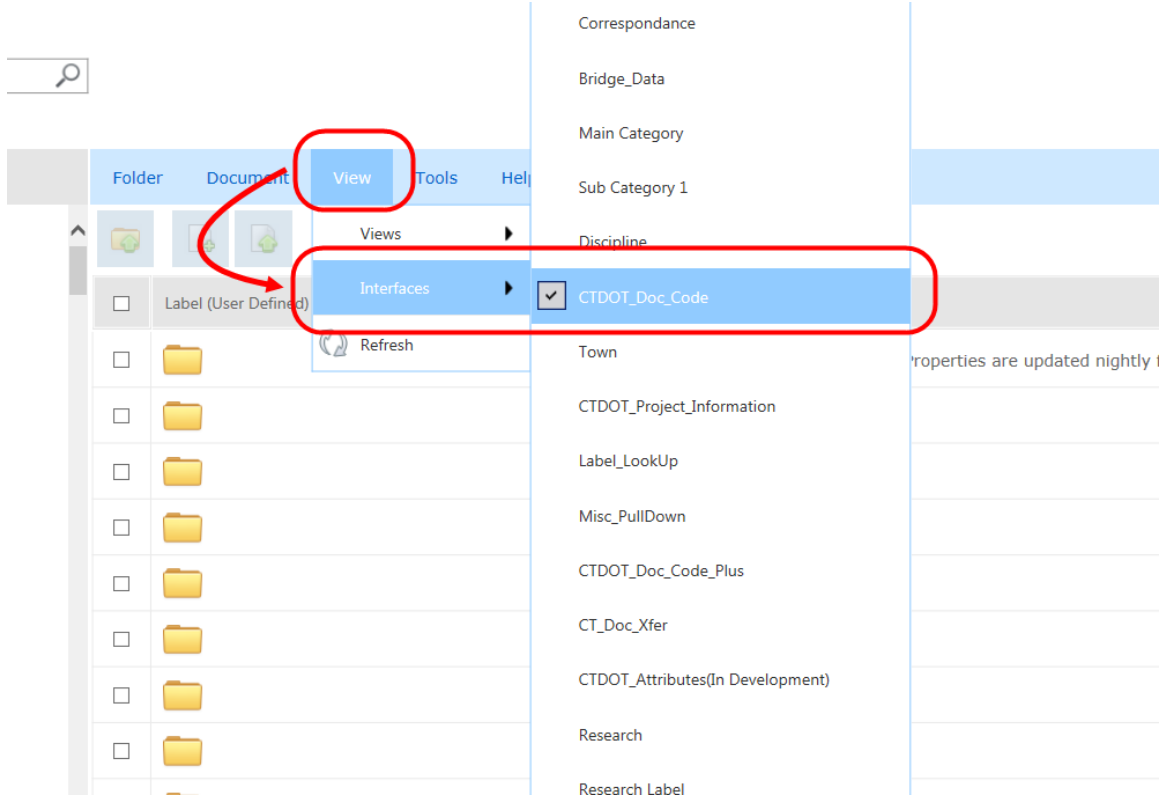 Correspondance
Bridge_Data
Main Category
Sub Category 1
Discipline
CTDOT_Doc_Code
Town
CTDOT_Project_Information
Label_LookUp
Misc_PullDown
CTDOT_Doc_Code_Plus
CT_Doc_Xfer
CTDOT_Attributes(In Development)
Research
Research Label
Folder Document View Tools
Views
Interfaces
Refresh
Label (User Defined)
Properties are updated nightly